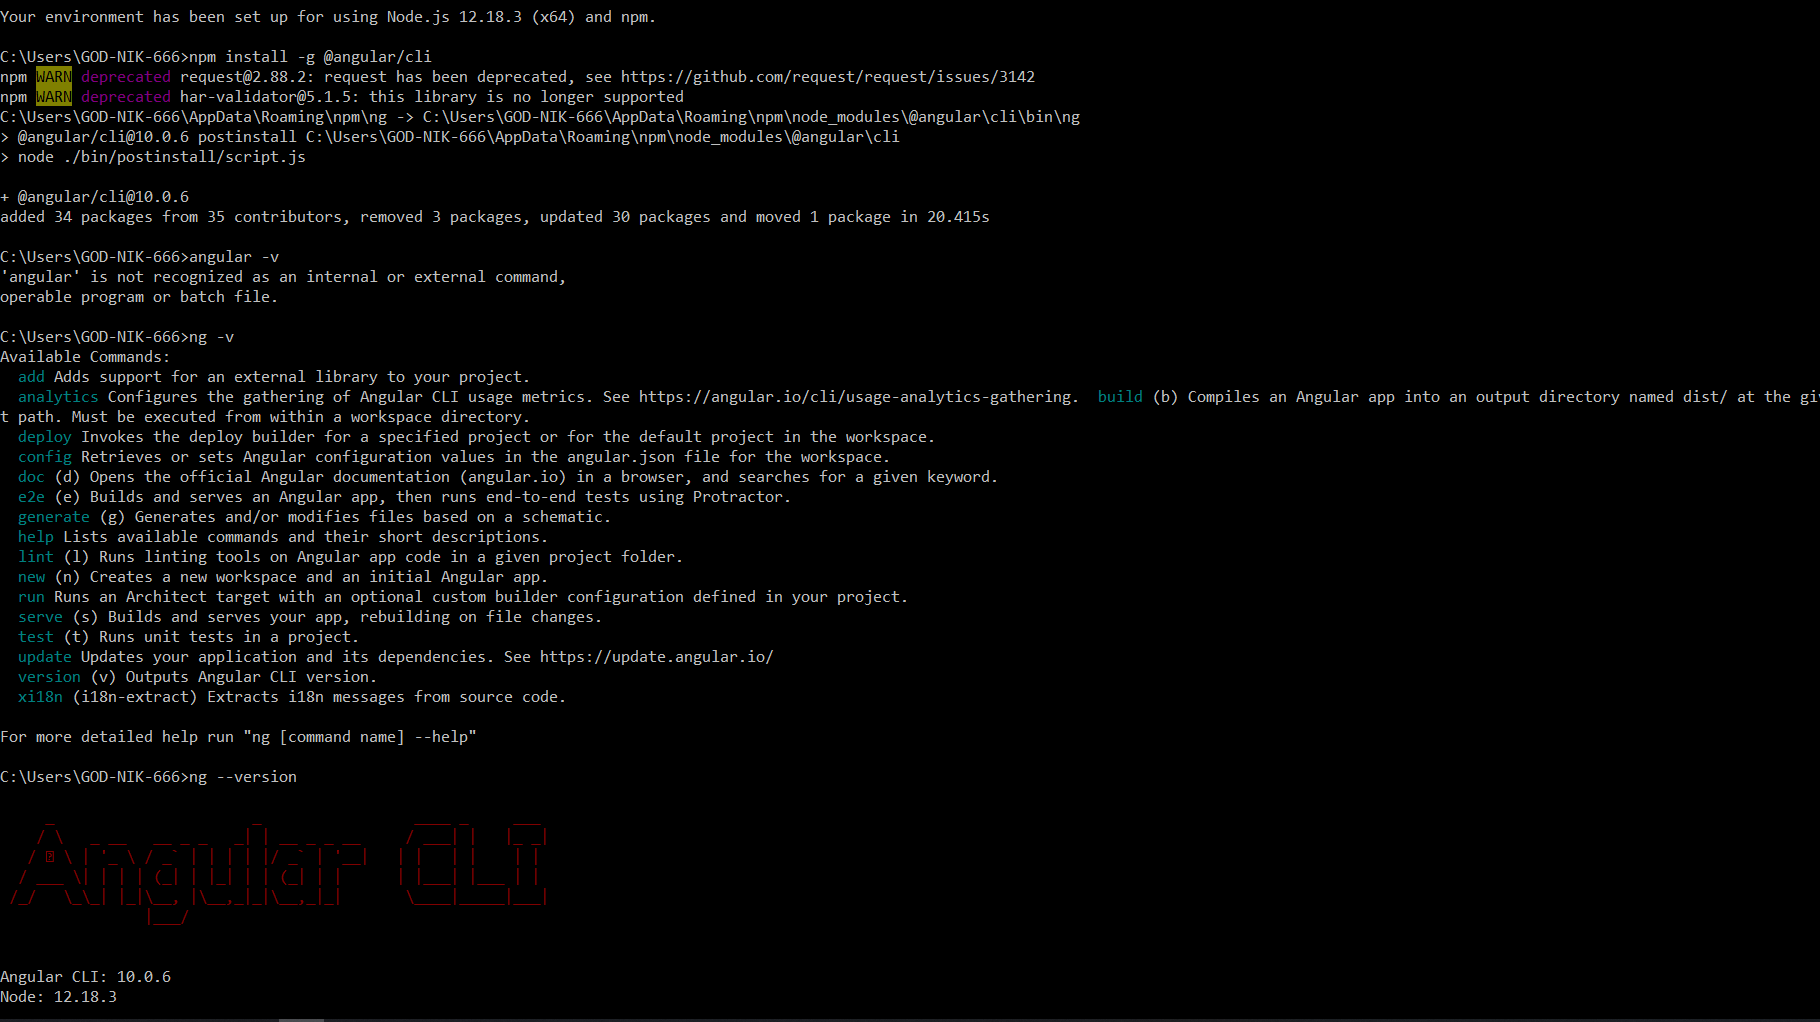 Your environment has been set up for using Node.js 12.18.3 (x64) and npm.
C:\Users\GOD-NIK-666>npm install -g @angular/cli
npm WARN deprecated request@2.88.2: request has been deprecated, see https://github.com/request/request/issues/3142
npm WARN deprecated har-validator@5.1.5: this library is no longer supported
C:\Users\GOD-NIK-666\AppData\Roaming\npm\ng -> C:\Users\GOD-NIK-666\AppData\Roaming\npm\node_modules\@angular\cli\bin\ng
> @angular/cli@10.0.6 postinstall C:\Users\GOD-NIK-666\AppData\Roaming\npm\node_modules\@angular\cli
> node ./bin/postinstall/script.js
+ @angular/cli@10.0.6
added 34 packages from 35 contributors, removed 3 packages, updated 30 packages and moved 1 package in 20.415s
C:\Users\GOD-NIK-666>angular -v
'angular' is not recognized as an internal or external command,
operable program or batch file.
C:\Users\GOD-NIK-666>ng -v
Available Commands:
add Adds support for an external library to your project.
analytics Configures the gathering of Angular CLI usage metrics. See https://angular.io/cli/usage-analytics-gathering. build (b) Compiles an Angular app into an output directory named dist/ at the giv
t path. Must be executed from within a workspace directory.
deploy Invokes the deploy builder for a specified project or for the default project in the workspace.
config Retrieves or sets Angular configuration values in the angular.json file for the workspace.
doc (d) Opens the official Angular documentation (angular.io) in a browser, and searches for a given keyword.
e2e (e) Builds and serves an Angular app, then runs end-to-end tests using Protractor.
generate (g) Generates and/or modifies files based on a schematic.
help Lists available commands and their short descriptions.
lint (l) Runs linting tools on Angular app code in a given project folder.
new (n) Creates a new workspace and an initial Angular app.
run Runs an Architect target with an optional custom builder configuration defined in your project.
serve (s) Builds and serves your app, rebuilding on file changes.
test (t) Runs unit tests in a project.
update Updates your application and its dependencies. See https://update.angular.io/
version (v) Outputs Angular CLI version.
xi18n (i18n-extract) Extracts i18n messages from source code.
For more detailed help run "ng [command name] --help"
C:\Users\GOD-NIK-666>ng --version
Angular CLI
Angular CLI: 10.0.6
Node: 12.18.3